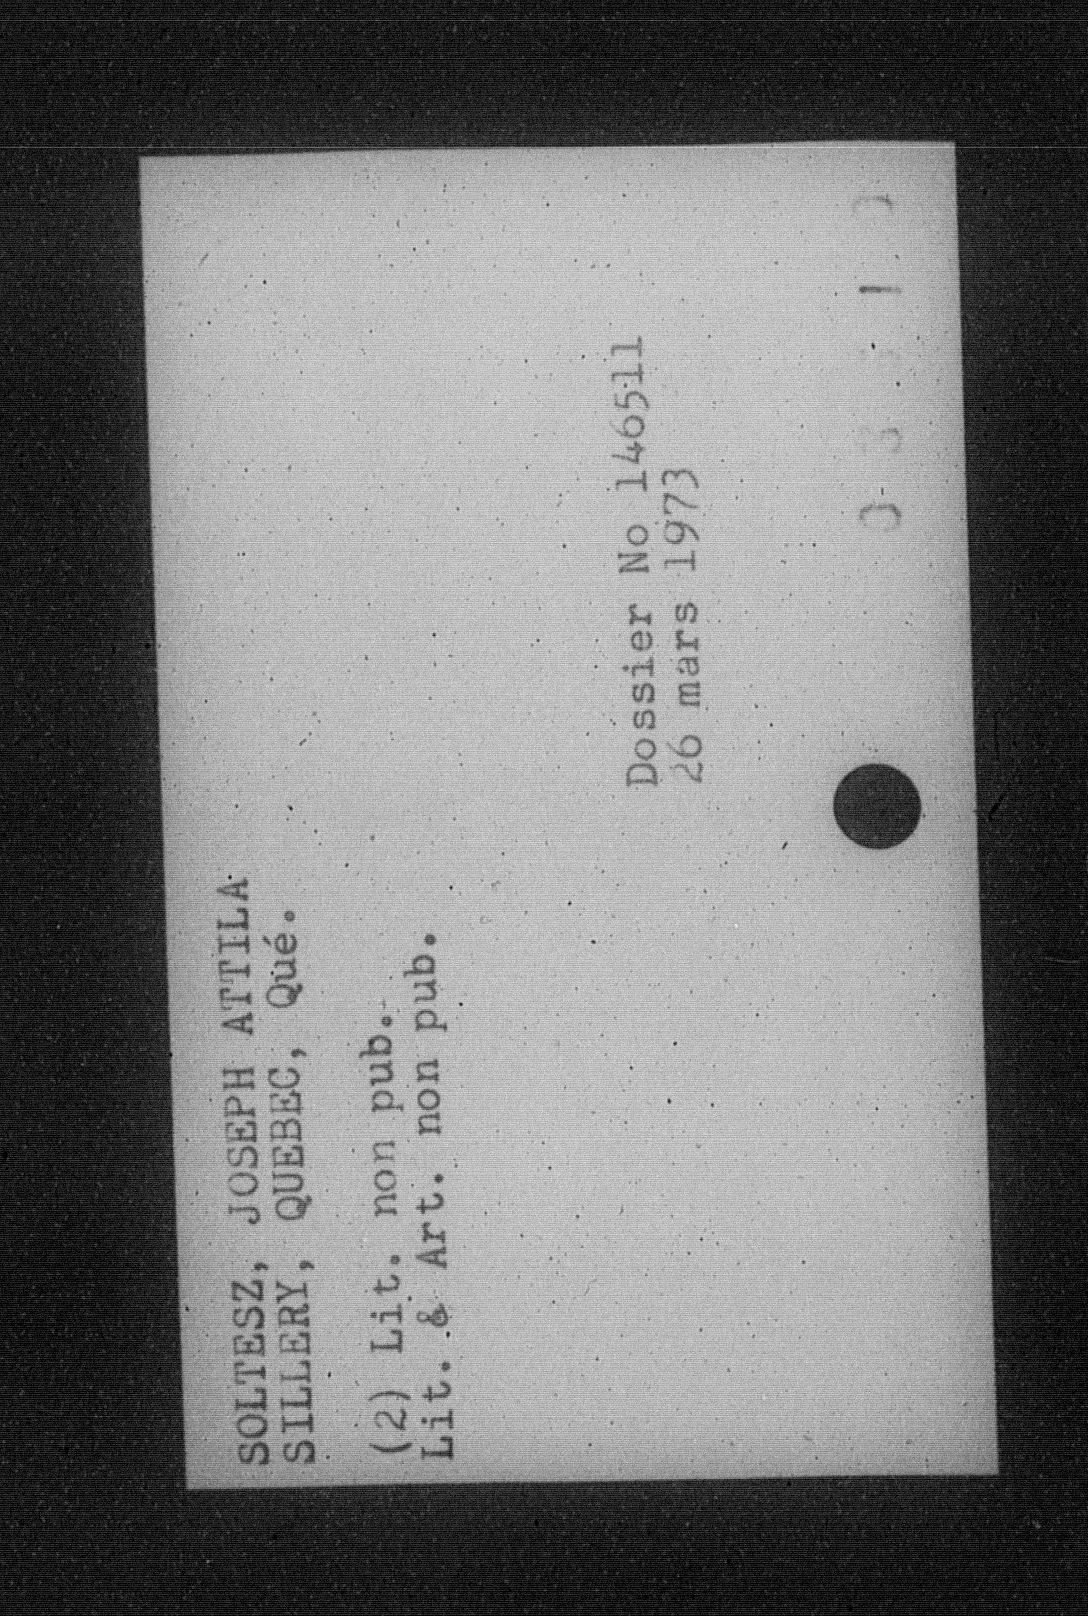 SOLTESZ, JOSEPH ATTILA
SILLERY, QUEBEC, Qué.
(2) Lit. non pub.
Lit. & Art. non pub.
Dossier No 146511
26 mars 1973